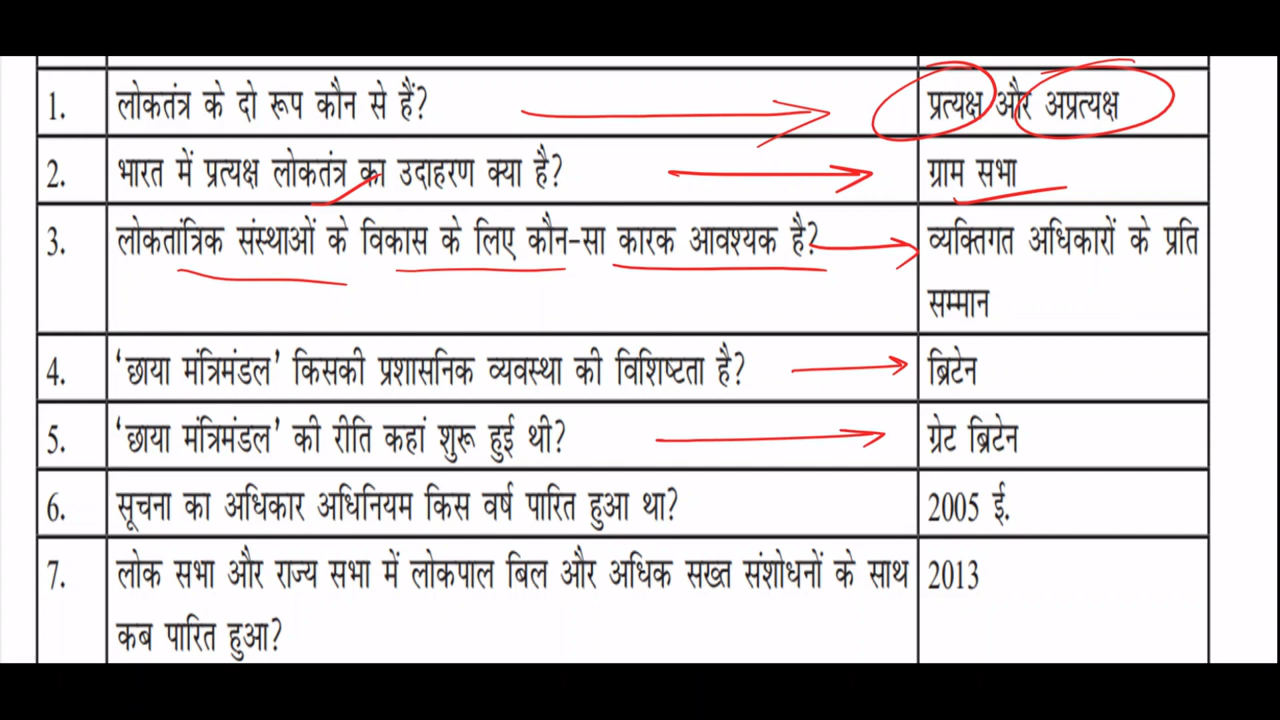 1. लोकतंत्र के दो रूप कौन से हैं? प्रत्यक्ष और अप्रत्यक्ष
2. भारत में प्रत्यक्ष लोकतंत्र का उदाहरण क्या है? ग्राम सभा
3. लोकतांत्रिक संस्थाओं के विकास के लिए कौन-सा कारक आवश्यक है? व्यक्तिगत अधिकारों के प्रति
सम्मान
4. ‘छाया मंत्रिमंडल’ किसकी प्रशासनिक व्यवस्था की विशिष्टता है? ब्रिटेन
5. ‘छाया मंत्रिमंडल’ की रीति कहां शुरू हुई थी? ग्रेट ब्रिटेन
6. सूचना का अधिकार अधिनियम किस वर्ष पारित हुआ था? 2005 ई.
7. लोक सभा और राज्य सभा में लोकपाल बिल और अधिक सख्त संशोधनों के साथ 2013
कब पारित हुआ?